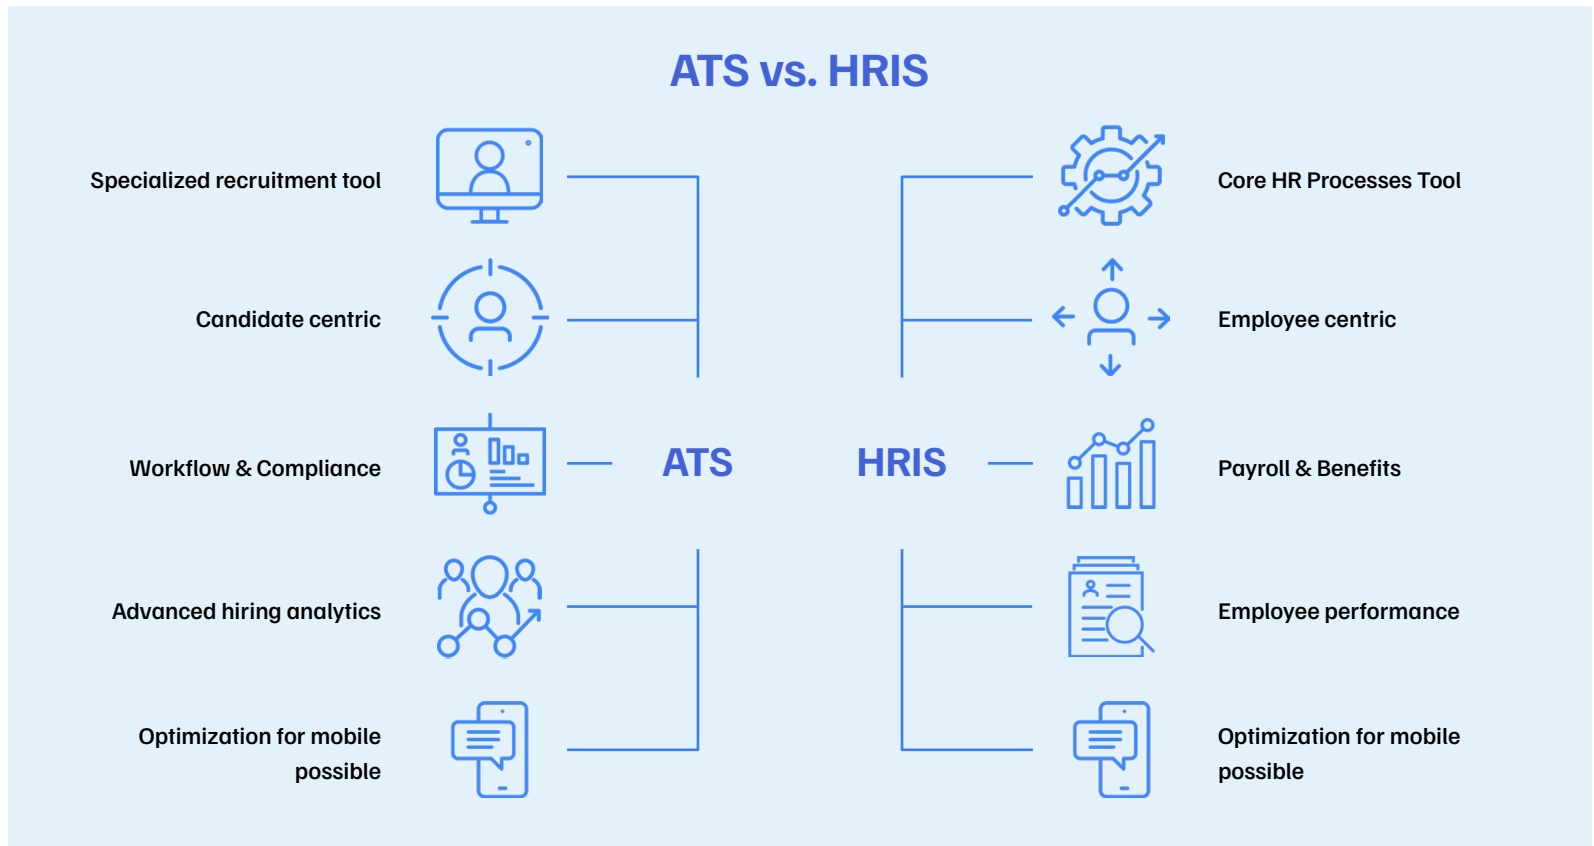 ATS vs. HRIS
Specialized recruitment tool
Candidate centric
Workflow & Compliance
Advanced hiring analytics
Optimization for mobile
possible
ATS
HRIS
Core HR Processes Tool
Employee centric
Payroll & Benefits
Employee performance
Optimization for mobile
possible